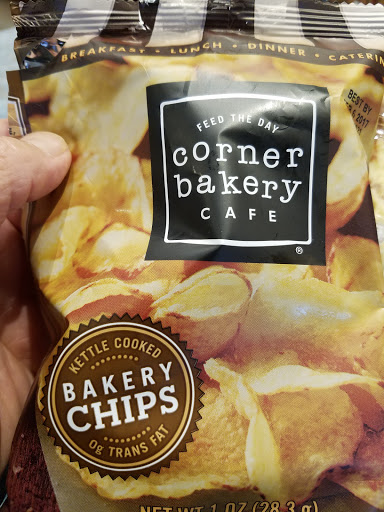 BREAKFAST • LUNCH • DINNER •
BEST BY
2017
FEED THE DAY
corner
bakery
CAFE
®
KETTLE COOKED
BAKERY
CHIPS
0g TRANS FAT
NET WT 1 OZ (28.3 g)